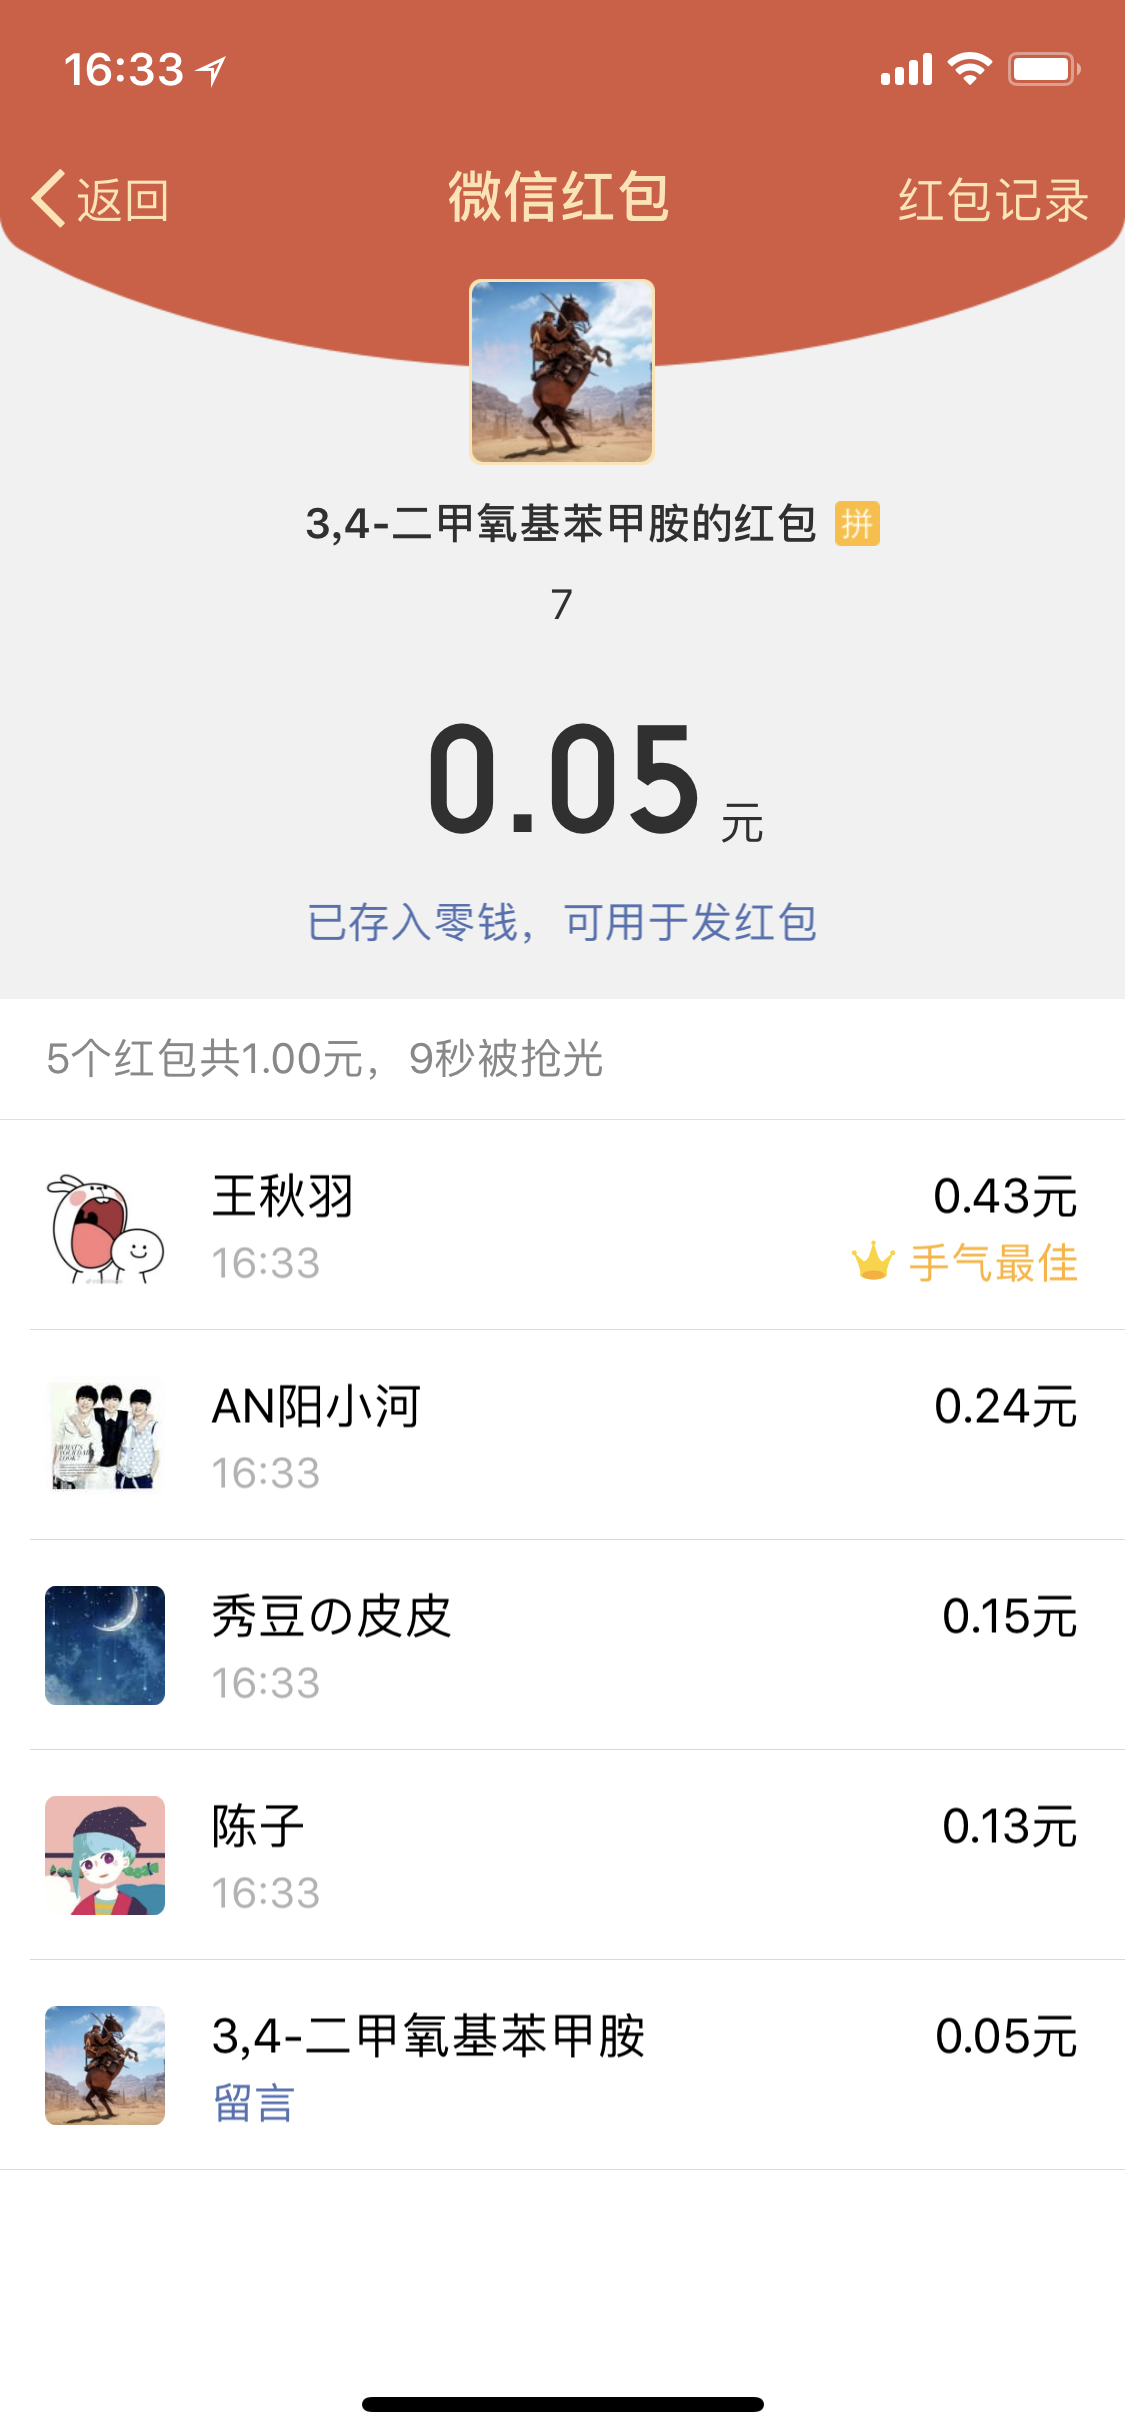 16:33
返回 微信红包 红包记录
3,4-二甲氧基苯甲胺的红包 拼
7
0.05 元
已存入零钱，可用于发红包
5个红包共1.00元，9秒被抢光
王秋羽 0.43元
16:33 手气最佳
AN阳小河 0.24元
16:33
秀豆の皮皮 0.15元
16:33
陈子 0.13元
16:33
3,4-二甲氧基苯甲胺 0.05元
留言